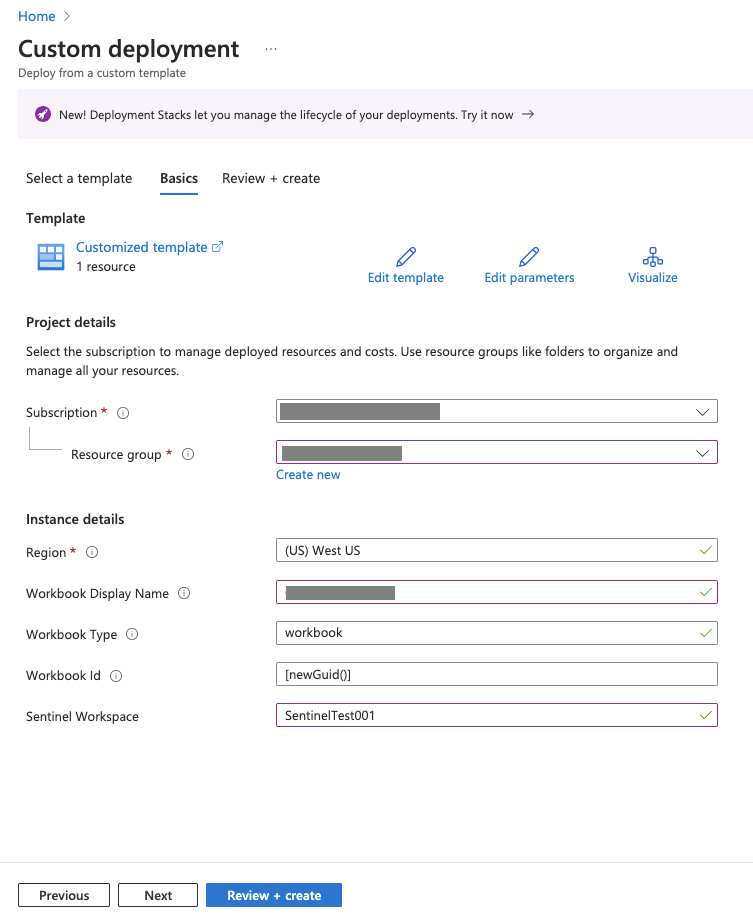 Home
Custom deployment ...
Deploy from a custom template
New! Deployment Stacks let you manage the lifecycle of your deployments. Try it now →
Select a template Basics Review + create
Template
Customized template
1 resource
Edit template Edit parameters Visualize
Project details
Select the subscription to manage deployed resources and costs. Use resource groups like folders to organize and
manage all your resources.
Subscription *
Resource group *
Create new
Instance details
Region * (US) West US
Workbook Display Name
Workbook Type workbook
Workbook Id [newGuid()]
Sentinel Workspace SentinelTest001
Previous Next Review + create